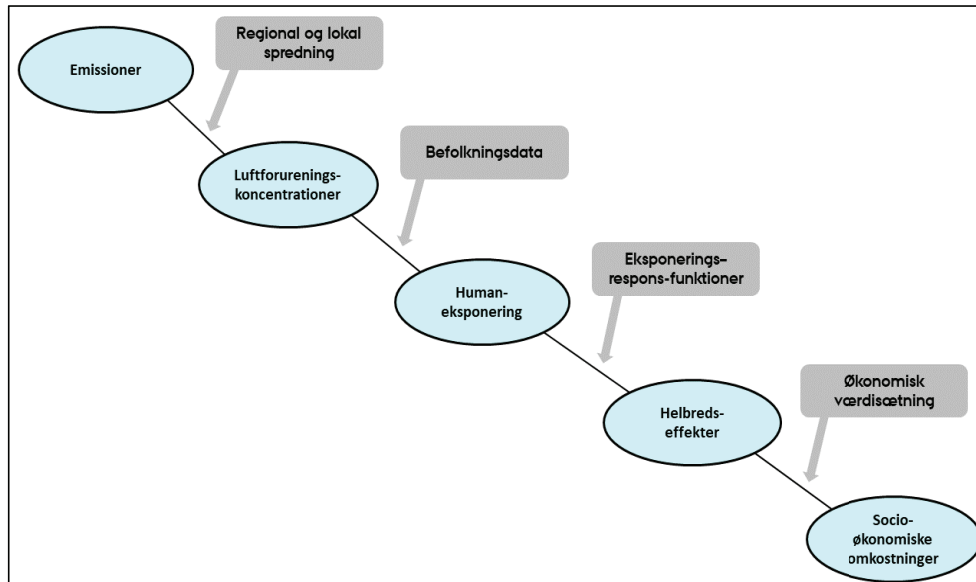 Regional og lokal
spredning
Emissioner
Befolkningsdata
Luftforurenings-
koncentrationer
Eksponerings–
respons-funktioner
Human-
eksponering
Økonomisk
værdisætning
Helbreds-
effekter
Socio-
økonomiske
omkostninger